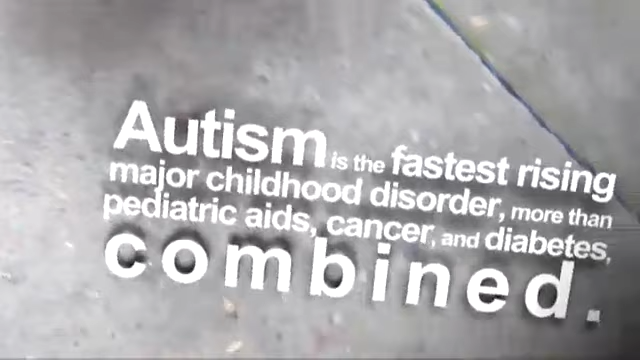 Autism is the fastest rising
major childhood disorder, more than
pediatric aids, cancer, and diabetes,
combined.